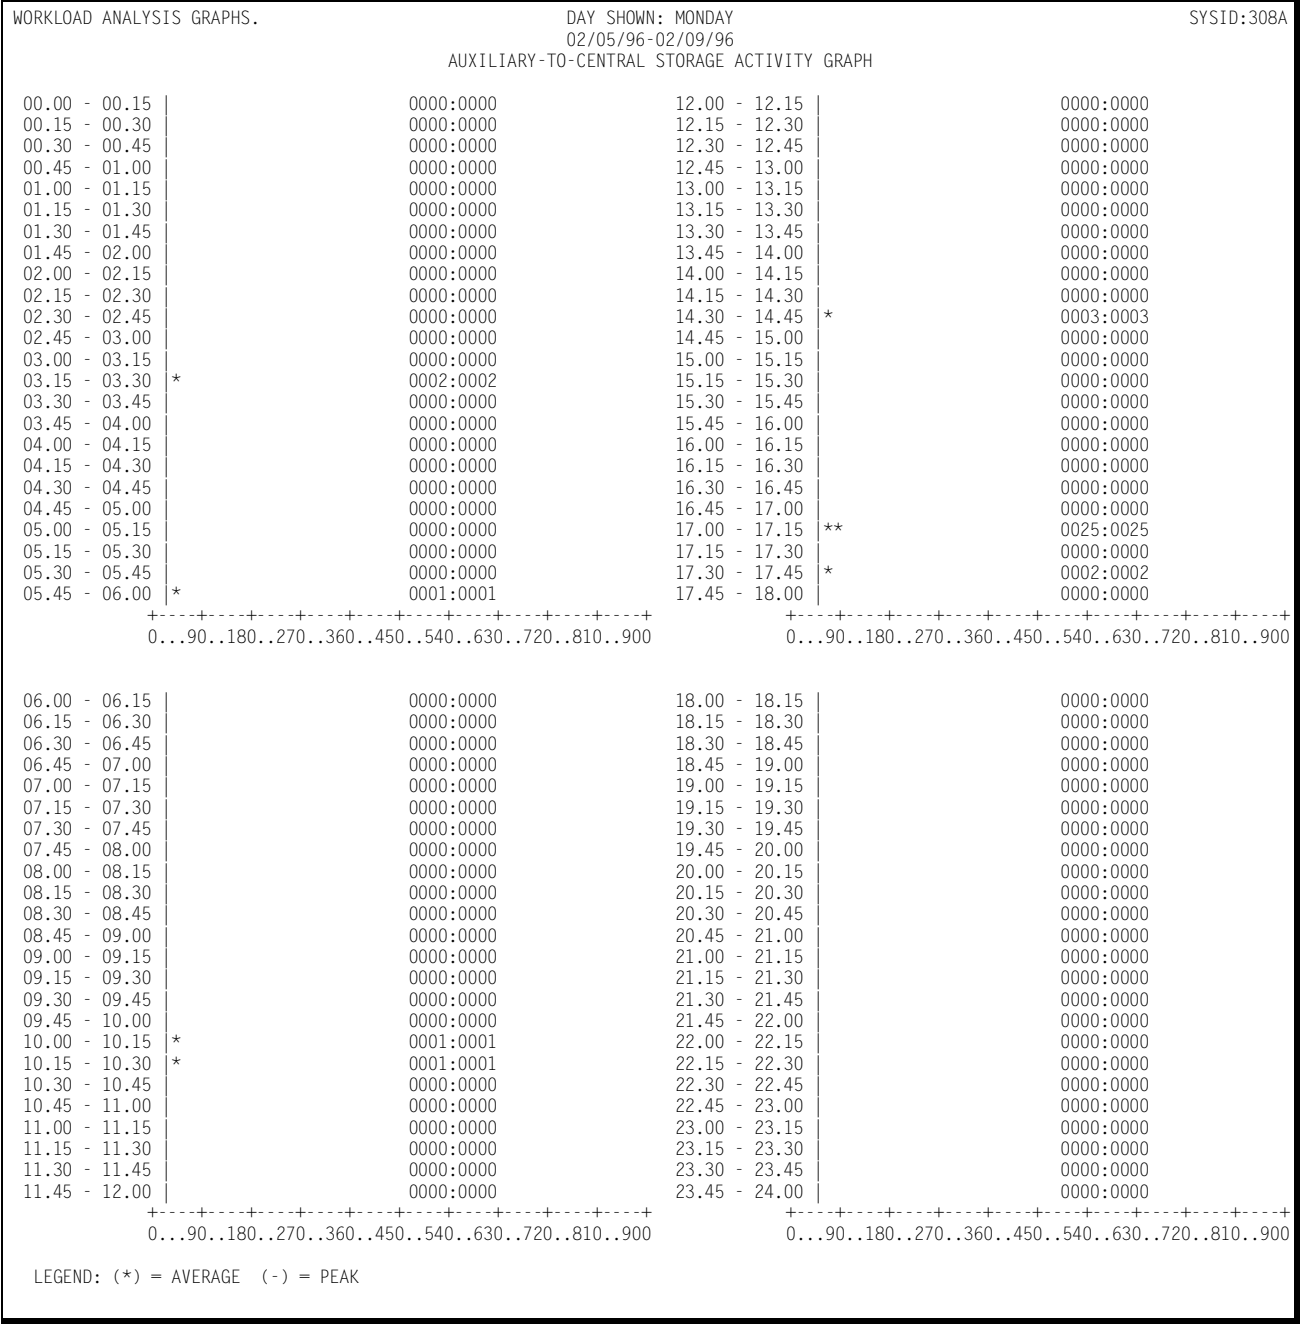 WORKLOAD ANALYSIS GRAPHS. DAY SHOWN: MONDAY SYSID:308A
02/05/96-02/09/96
AUXILIARY-TO-CENTRAL STORAGE ACTIVITY GRAPH
00.00 - 00.15 | 0000:0000 12.00 - 12.15 | 0000:0000
00.15 - 00.30 | 0000:0000 12.15 - 12.30 | 0000:0000
00.30 - 00.45 | 0000:0000 12.30 - 12.45 | 0000:0000
00.45 - 01.00 | 0000:0000 12.45 - 13.00 | 0000:0000
01.00 - 01.15 | 0000:0000 13.00 - 13.15 | 0000:0000
01.15 - 01.30 | 0000:0000 13.15 - 13.30 | 0000:0000
01.30 - 01.45 | 0000:0000 13.30 - 13.45 | 0000:0000
01.45 - 02.00 | 0000:0000 13.45 - 14.00 | 0000:0000
02.00 - 02.15 | 0000:0000 14.00 - 14.15 | 0000:0000
02.15 - 02.30 | 0000:0000 14.15 - 14.30 | 0000:0000
02.30 - 02.45 | 0000:0000 14.30 - 14.45 |* 0003:0003
02.45 - 03.00 | 0000:0000 14.45 - 15.00 | 0000:0000
03.00 - 03.15 | 0000:0000 15.00 - 15.15 | 0000:0000
03.15 - 03.30 |* 0002:0002 15.15 - 15.30 | 0000:0000
03.30 - 03.45 | 0000:0000 15.30 - 15.45 | 0000:0000
03.45 - 04.00 | 0000:0000 15.45 - 16.00 | 0000:0000
04.00 - 04.15 | 0000:0000 16.00 - 16.15 | 0000:0000
04.15 - 04.30 | 0000:0000 16.15 - 16.30 | 0000:0000
04.30 - 04.45 | 0000:0000 16.30 - 16.45 | 0000:0000
04.45 - 05.00 | 0000:0000 16.45 - 17.00 | 0000:0000
05.00 - 05.15 | 0000:0000 17.00 - 17.15 |** 0025:0025
05.15 - 05.30 | 0000:0000 17.15 - 17.30 | 0000:0000
05.30 - 05.45 | 0000:0000 17.30 - 17.45 |* 0002:0002
05.45 - 06.00 |* 0001:0001 17.45 - 18.00 | 0000:0000
+----+----+----+----+----+----+----+----+----+----+ +----+----+----+----+----+----+----+----+----+----+
0...90..180..270..360..450..540..630..720..810..900 0...90..180..270..360..450..540..630..720..810..900
06.00 - 06.15 | 0000:0000 18.00 - 18.15 | 0000:0000
06.15 - 06.30 | 0000:0000 18.15 - 18.30 | 0000:0000
06.30 - 06.45 | 0000:0000 18.30 - 18.45 | 0000:0000
06.45 - 07.00 | 0000:0000 18.45 - 19.00 | 0000:0000
07.00 - 07.15 | 0000:0000 19.00 - 19.15 | 0000:0000
07.15 - 07.30 | 0000:0000 19.15 - 19.30 | 0000:0000
07.30 - 07.45 | 0000:0000 19.30 - 19.45 | 0000:0000
07.45 - 08.00 | 0000:0000 19.45 - 20.00 | 0000:0000
08.00 - 08.15 | 0000:0000 20.00 - 20.15 | 0000:0000
08.15 - 08.30 | 0000:0000 20.15 - 20.30 | 0000:0000
08.30 - 08.45 | 0000:0000 20.30 - 20.45 | 0000:0000
08.45 - 09.00 | 0000:0000 20.45 - 21.00 | 0000:0000
09.00 - 09.15 | 0000:0000 21.00 - 21.15 | 0000:0000
09.15 - 09.30 | 0000:0000 21.15 - 21.30 | 0000:0000
09.30 - 09.45 | 0000:0000 21.30 - 21.45 | 0000:0000
09.45 - 10.00 | 0000:0000 21.45 - 22.00 | 0000:0000
10.00 - 10.15 |* 0001:0001 22.00 - 22.15 | 0000:0000
10.15 - 10.30 |* 0001:0001 22.15 - 22.30 | 0000:0000
10.30 - 10.45 | 0000:0000 22.30 - 22.45 | 0000:0000
10.45 - 11.00 | 0000:0000 22.45 - 23.00 | 0000:0000
11.00 - 11.15 | 0000:0000 23.00 - 23.15 | 0000:0000
11.15 - 11.30 | 0000:0000 23.15 - 23.30 | 0000:0000
11.30 - 11.45 | 0000:0000 23.30 - 23.45 | 0000:0000
11.45 - 12.00 | 0000:0000 23.45 - 24.00 | 0000:0000
+----+----+----+----+----+----+----+----+----+----+ +----+----+----+----+----+----+----+----+----+----+
0...90..180..270..360..450..540..630..720..810..900 0...90..180..270..360..450..540..630..720..810..900
LEGEND: (*) = AVERAGE (-) = PEAK